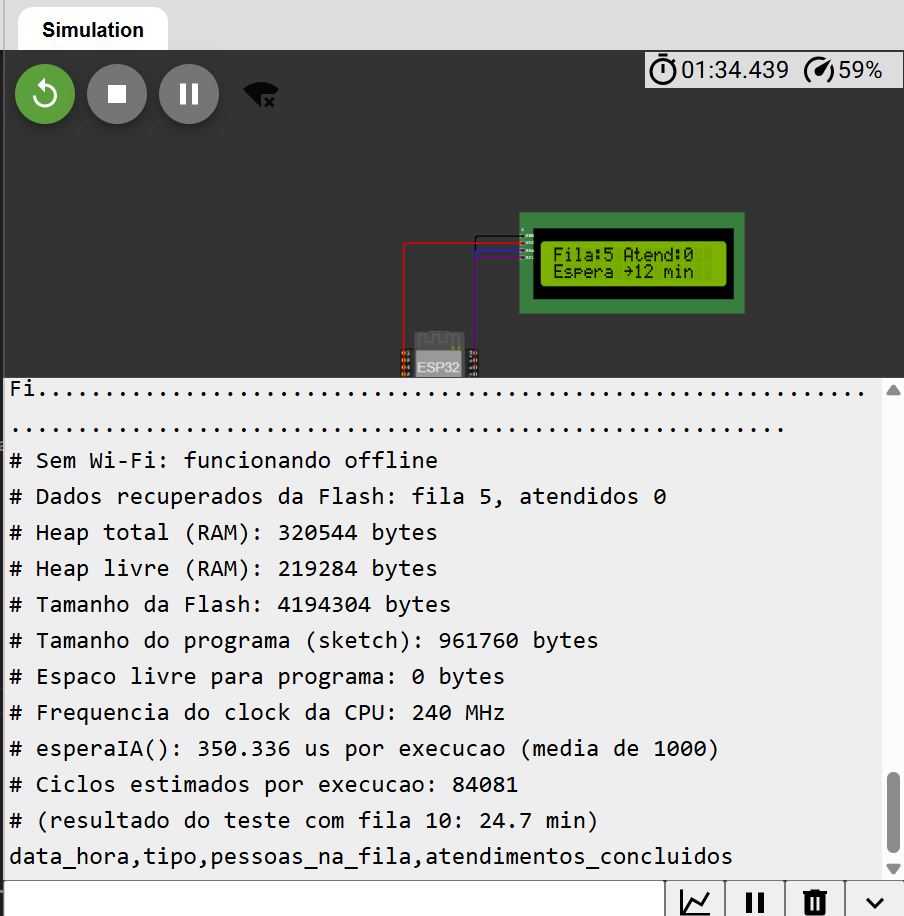 Simulation
01:34.439 59%
Fila:5 Atend:0
Espera →12 min
ESP32
Fi...............................................................
...........................................................
# Sem Wi-Fi: funcionando offline
# Dados recuperados da Flash: fila 5, atendidos 0
# Heap total (RAM): 320544 bytes
# Heap livre (RAM): 219284 bytes
# Tamanho da Flash: 4194304 bytes
# Tamanho do programa (sketch): 961760 bytes
# Espaco livre para programa: 0 bytes
# Frequencia do clock da CPU: 240 MHz
# esperaIA(): 350.336 us por execucao (media de 1000)
# Ciclos estimados por execucao: 84081
# (resultado do teste com fila 10: 24.7 min)
data_hora,tipo,pessoas_na_fila,atendimentos_concluidos